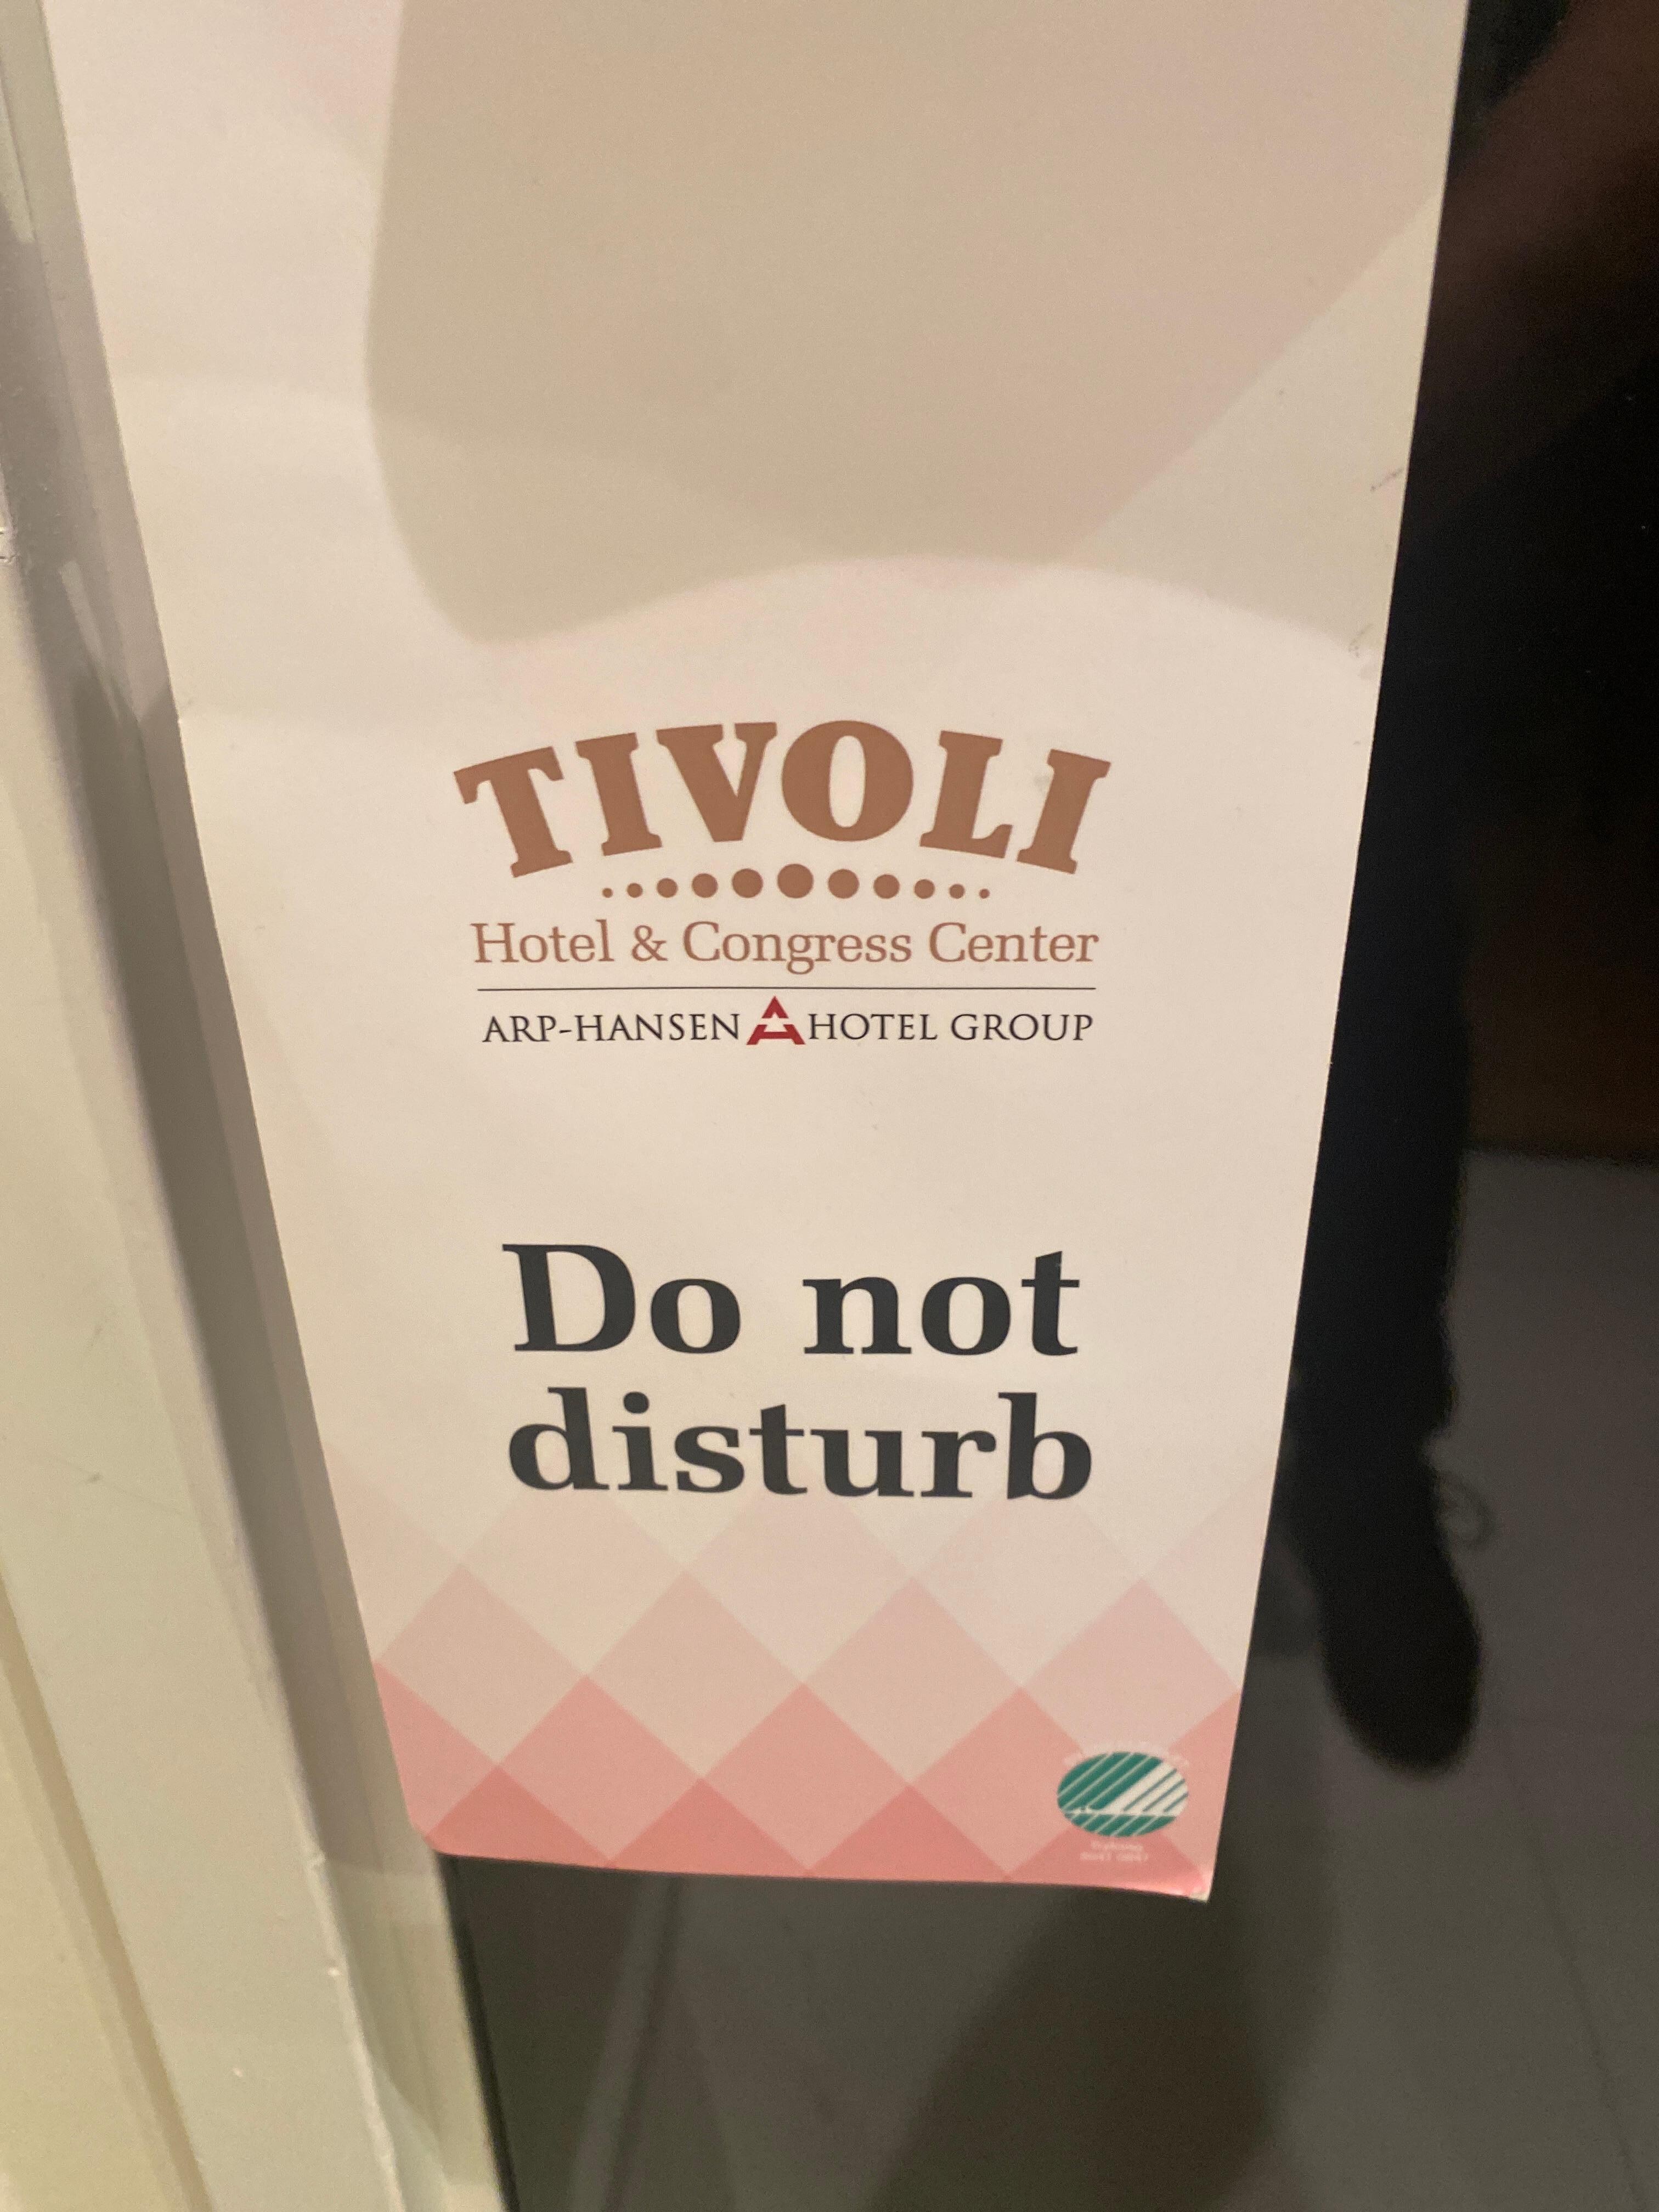 TIVOLI
Hotel & Congress Center
ARP-HANSEN HOTEL GROUP
Do not
disturb